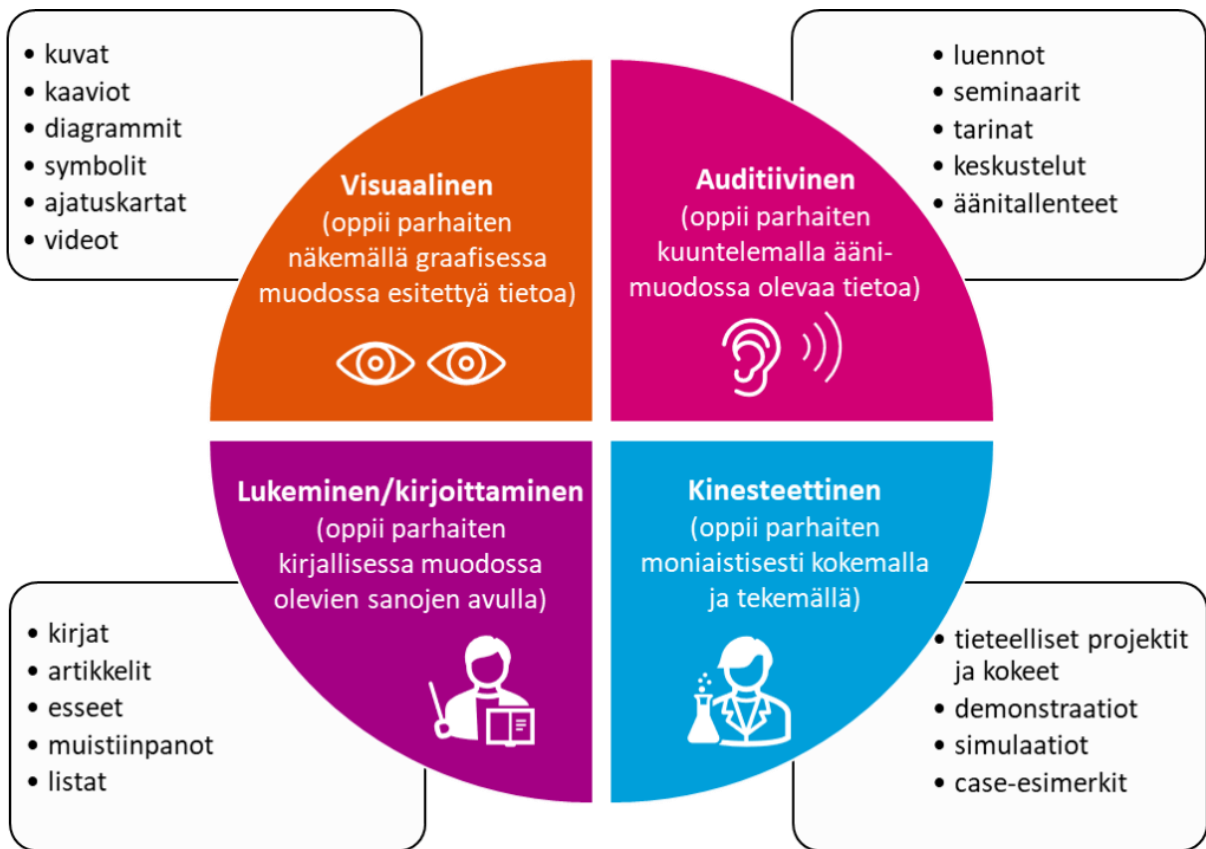 • kuvat
• kaaviot
• diagrammit
• symbolit
• ajatuskartat
• videot
Visuaalinen
(oppii parhaiten
näkemällä graafisessa
muodossa esitettyä tietoa)
• luennot
• seminaarit
• tarinat
• keskustelut
• äänitallenteet
Auditiivinen
(oppii parhaiten
kuuntelemalla ääni-
muodossa olevaa tietoa)
Lukeminen/kirjoittaminen
(oppii parhaiten
kirjallisessa muodossa
olevien sanojen avulla)
• kirjat
• artikkelit
• esseet
• muistiinpanot
• listat
Kinesteettinen
(oppii parhaiten
moniaistisesti kokemalla
ja tekemällä)
• tieteelliset projektit
ja kokeet
• demonstraatiot
• simulaatiot
• case-esimerkit